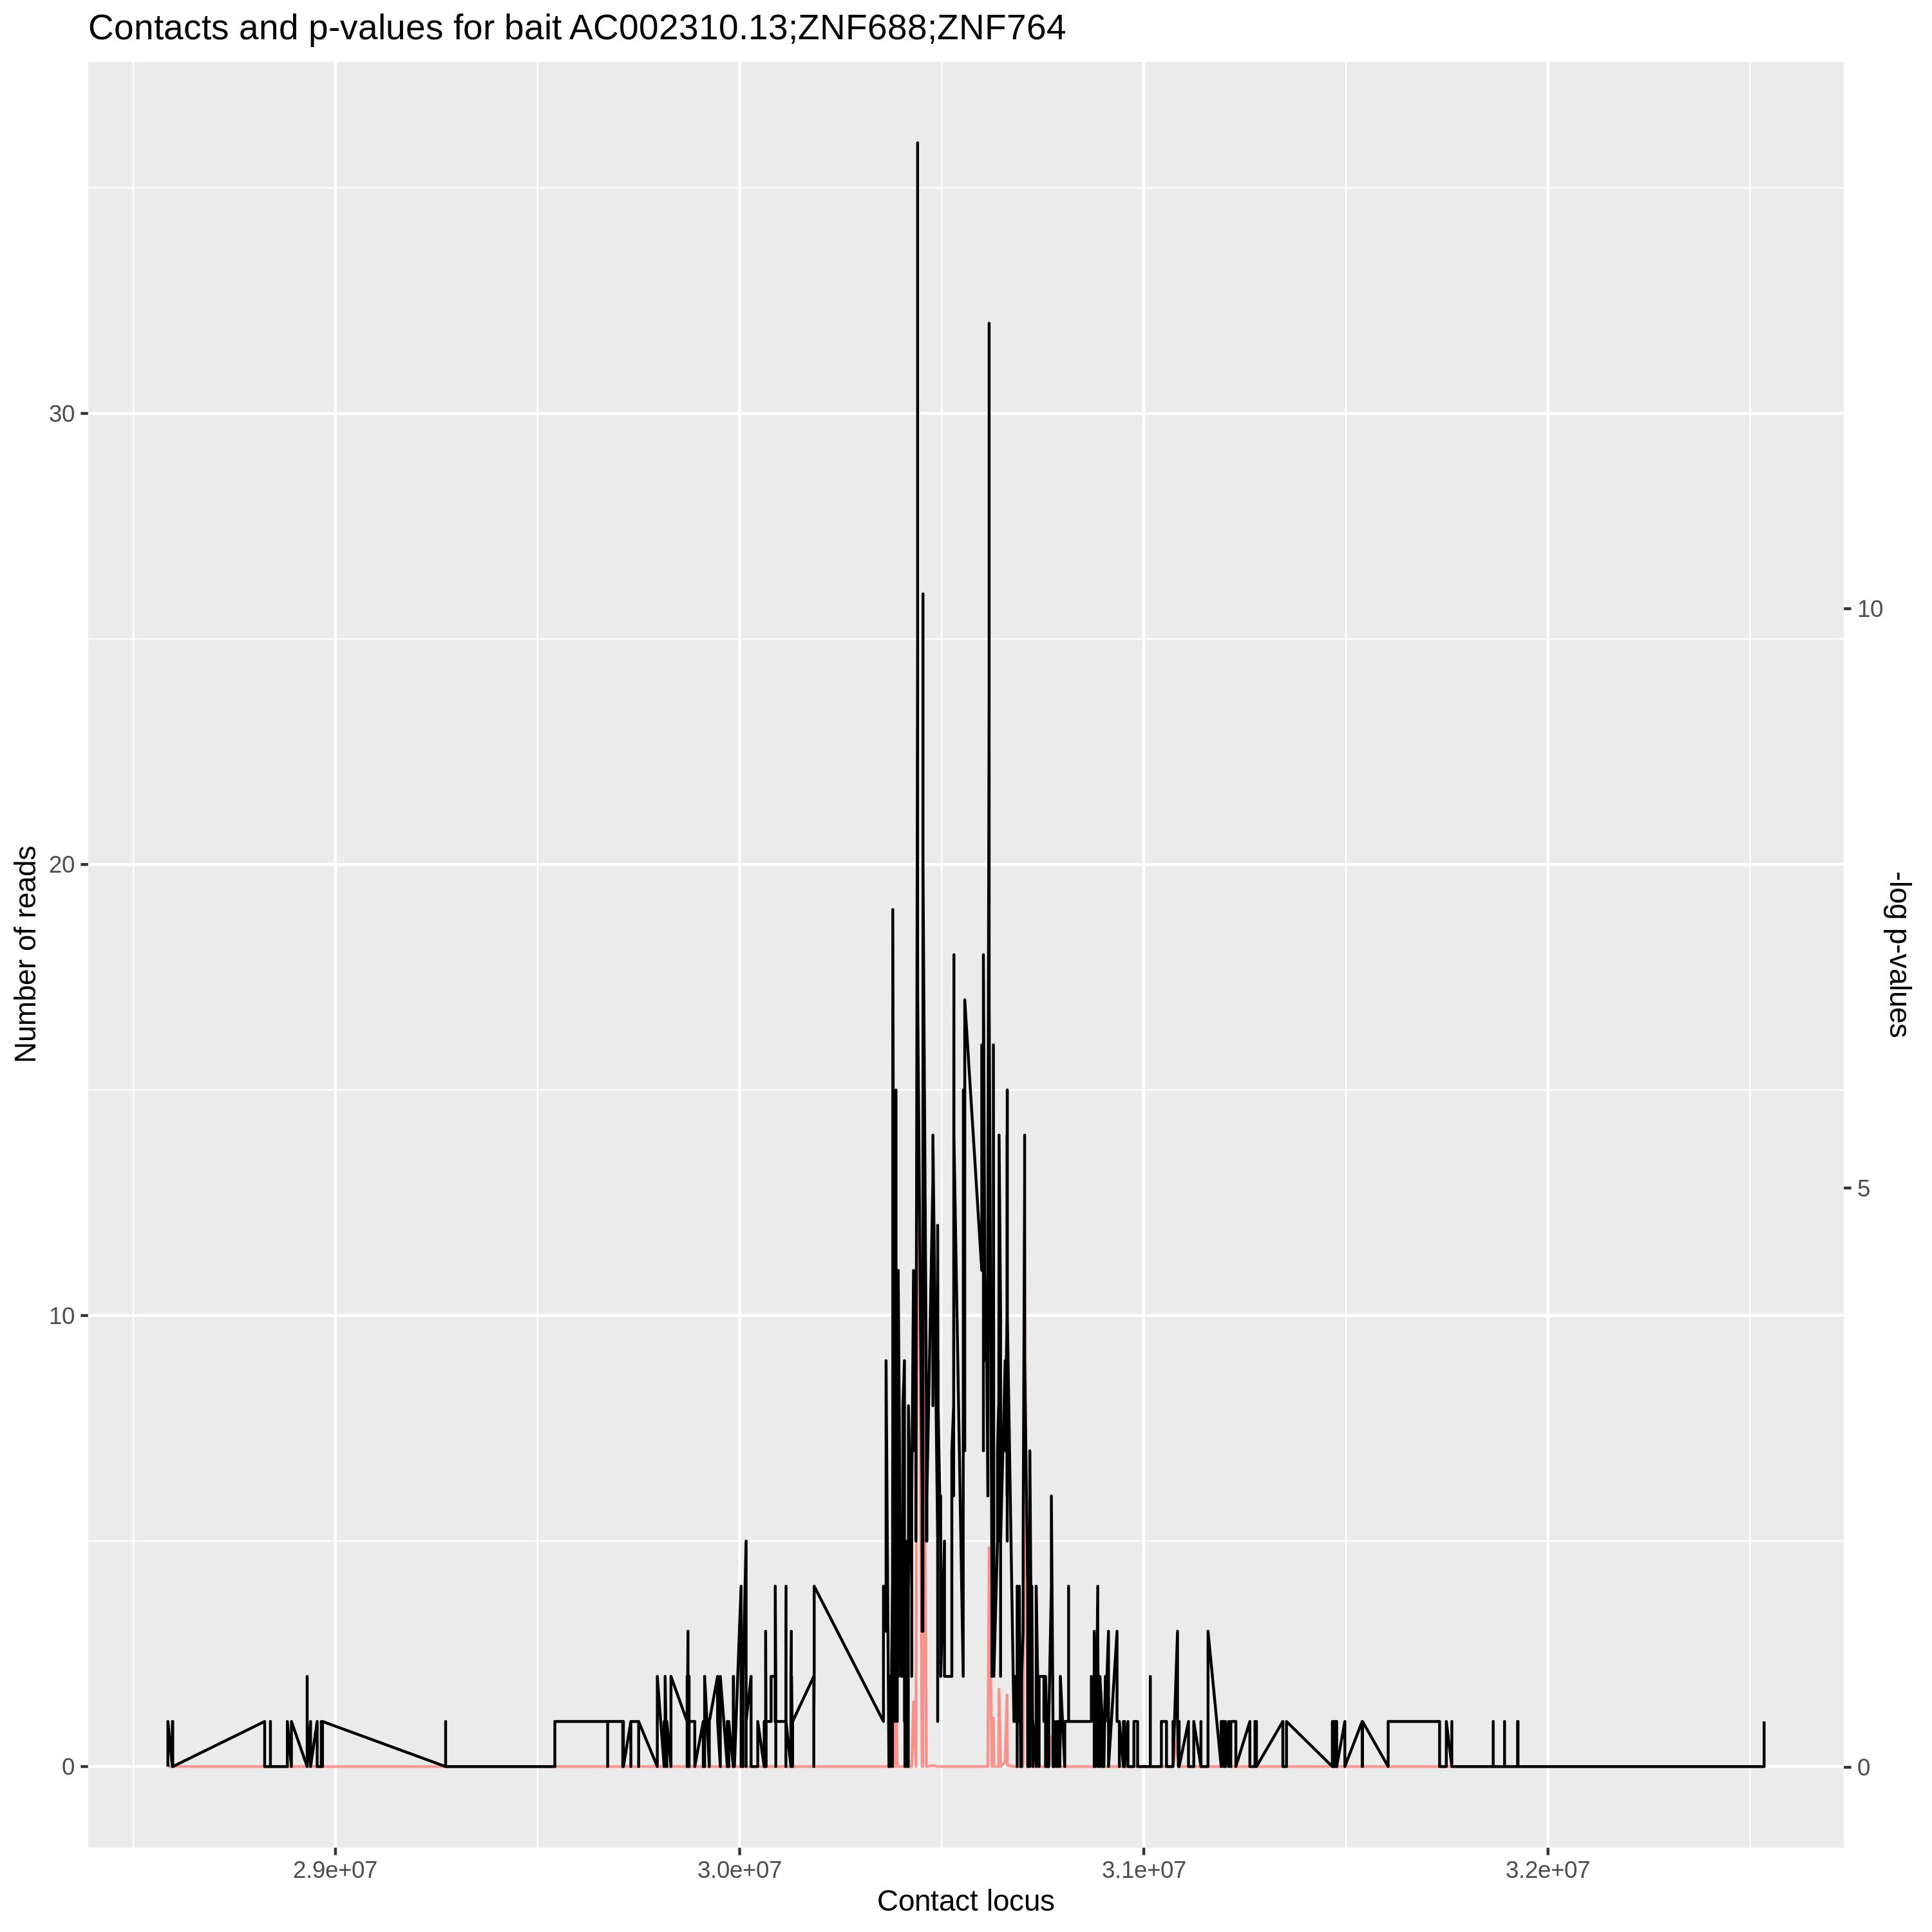 Contacts and p-values for bait AC002310.13;ZNF688;ZNF764
30
20
10
0
Number of reads
10
5
0
-log p-values
2.9e+07
3.0e+07
3.1e+07
3.2e+07
Contact locus